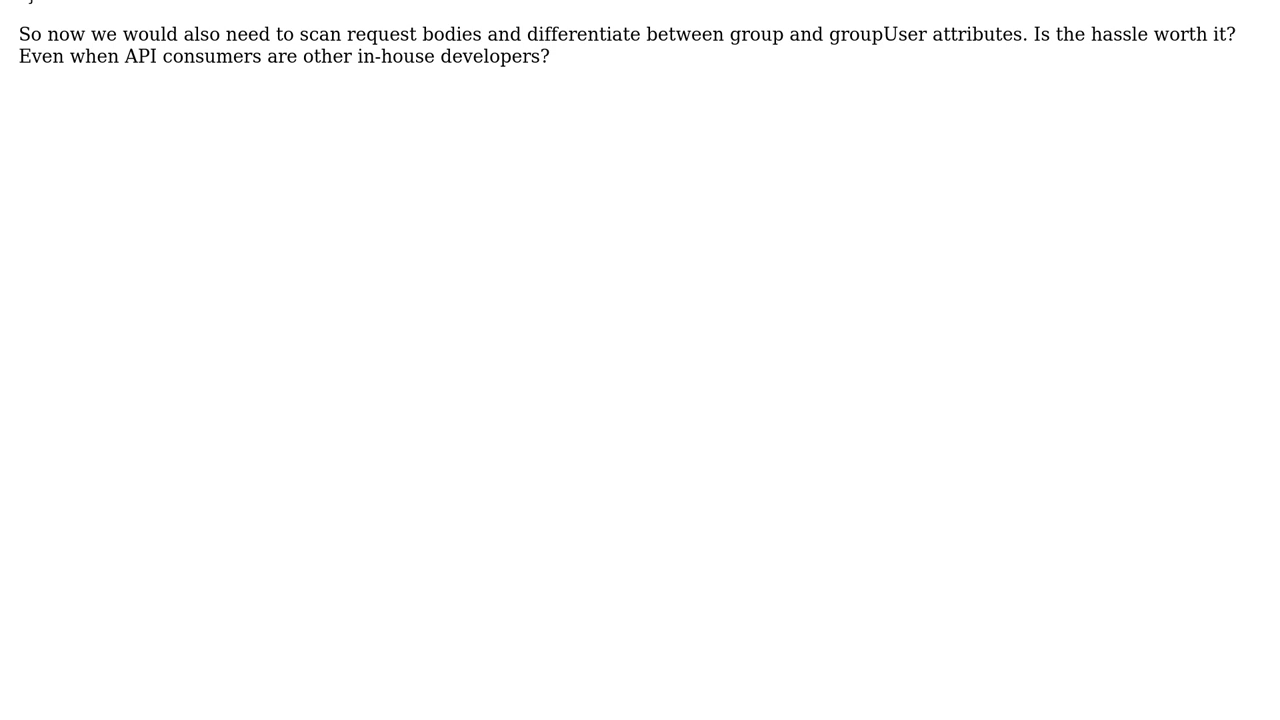 So now we would also need to scan request bodies and differentiate between group and groupUser attributes. Is the hassle worth it?
Even when API consumers are other in-house developers?